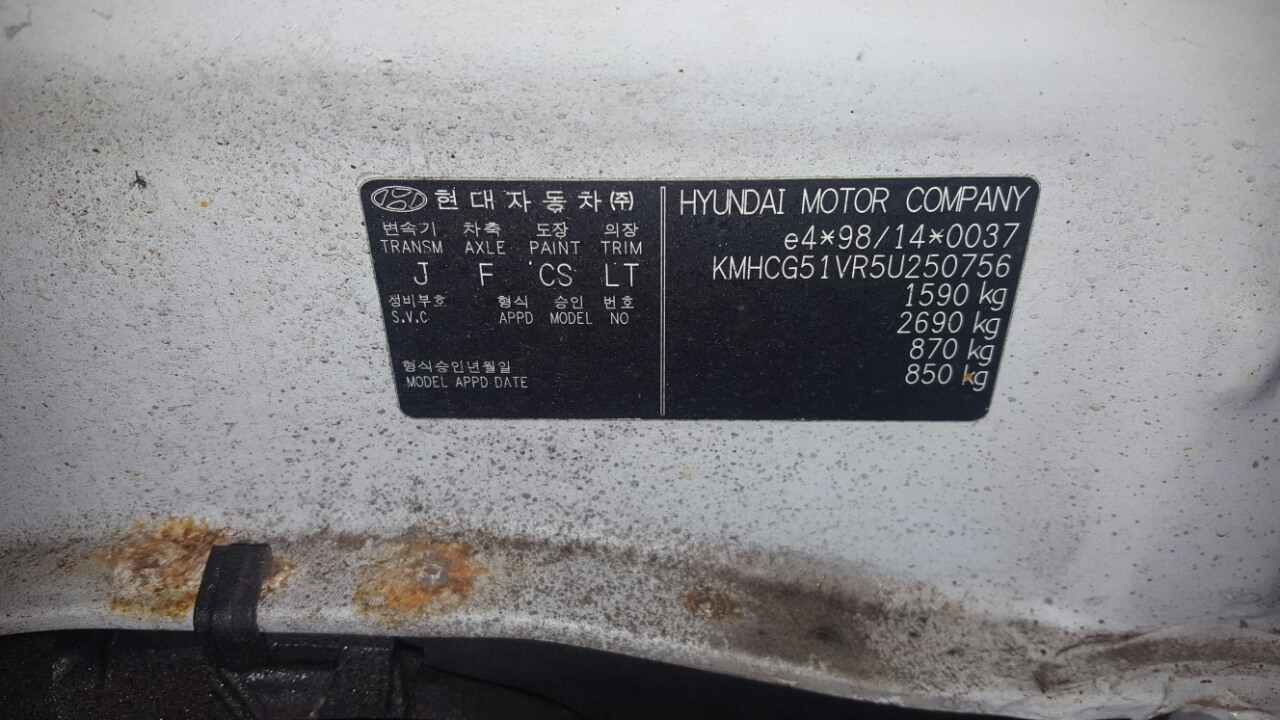 현대자동차(주)
변속기 차축 도장 의장
TRANSM AXLE PAINT TRIM
J F CS LT
정비부호 형식 승인 번호
S.V.C APPD MODEL NO
형식승인년월일
MODEL APPD DATE
HYUNDAI MOTOR COMPANY
e4*98/14*0037
KMHCG51VR5U250756
1590 kg
2690 kg
870 kg
850 kg